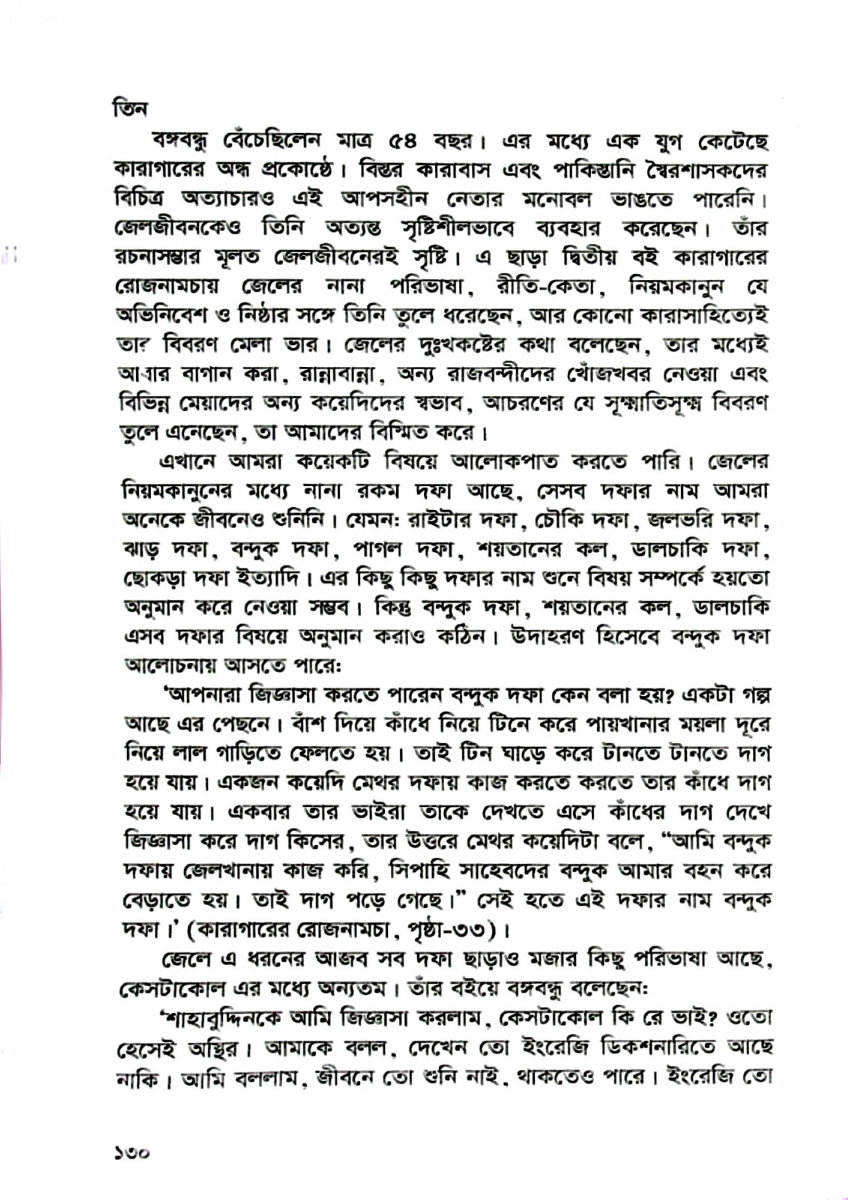 তিন
বঙ্গবন্ধু বেঁচেছিলেন মাত্র ৫৪ বছর। এর মধ্যে এক যুগ কেটেছে
কারাগারের অন্ধ প্রকোষ্ঠে। বিস্তর কারাবাস এবং পাকিস্তানি স্বৈরশাসকদের
বিচিত্র অত্যাচারও এই আপসহীন নেতার মনোবল ভাঙতে পারেনি।
জেলজীবনকেও তিনি অত্যন্ত সৃষ্টিশীলভাবে ব্যবহার করেছেন। তাঁর
রচনাসম্ভার মূলত জেলজীবনেরই সৃষ্টি। এ ছাড়া দ্বিতীয় বই কারাগারের
রোজনামচায় জেলের নানা পরিভাষা, রীতি-কেতা, নিয়মকানুন যে
অভিনিবেশ ও নিষ্ঠার সঙ্গে তিনি তুলে ধরেছেন, আর কোনো কারাসাহিত্যেই
তার বিবরণ মেলা ভার। জেলের দুঃখকষ্টের কথা বলেছেন, তার মধ্যেই
আবার বাগান করা, রান্নাবান্না, অন্য রাজবন্দীদের খোঁজখবর নেওয়া এবং
বিভিন্ন মেয়াদের অন্য কয়েদিদের স্বভাব, আচরণের যে সূক্ষ্মাতিসূক্ষ্ম বিবরণ
তুলে এনেছেন, তা আমাদের বিস্মিত করে।
এখানে আমরা কয়েকটি বিষয়ে আলোকপাত করতে পারি। জেলের
নিয়মকানুনের মধ্যে নানা রকম দফা আছে, সেসব দফার নাম আমরা
অনেকে জীবনেও শুনিনি। যেমন: রাইটার দফা, চৌকি দফা, জলভরি দফা,
ঝাড়ু দফা, বন্দুক দফা, পাগল দফা, শয়তানের কল, ডালচাকি দফা,
ছোকড়া দফা ইত্যাদি। এর কিছু কিছু দফার নাম শুনে বিষয় সম্পর্কে হয়তো
অনুমান করে নেওয়া সম্ভব। কিন্তু বন্দুক দফা, শয়তানের কল, ডালচাকি
এসব দফার বিষয়ে অনুমান করাও কঠিন। উদাহরণ হিসেবে বন্দুক দফা
আলোচনায় আসতে পারে:
‘আপনারা জিজ্ঞাসা করতে পারেন বন্দুক দফা কেন বলা হয়? একটা গল্প
আছে এর পেছনে। বাঁশ দিয়ে কাঁধে নিয়ে টিনে করে পায়খানার ময়লা দূরে
নিয়ে লাল গাড়িতে ফেলতে হয়। তাই টিন ঘাড়ে করে টানতে টানতে দাগ
হয়ে যায়। একজন কয়েদি মেথর দফায় কাজ করতে করতে তার কাঁধে দাগ
হয়ে যায়। একবার তার ভাইরা তাকে দেখতে এসে কাঁধের দাগ দেখে
জিজ্ঞাসা করে দাগ কিসের, তার উত্তরে মেথর কয়েদিটা বলে, “আমি বন্দুক
দফায় জেলখানায় কাজ করি, সিপাহি সাহেবদের বন্দুক আমার বহন করে
বেড়াতে হয়। তাই দাগ পড়ে গেছে।” সেই হতে এই দফার নাম বন্দুক
দফা।’ (কারাগারের রোজনামচা, পৃষ্ঠা-৩৩)।
জেলে এ ধরনের আজব সব দফা ছাড়াও মজার কিছু পরিভাষা আছে,
কেসটাকোল এর মধ্যে অন্যতম। তাঁর বইয়ে বঙ্গবন্ধু বলেছেন:
‘শাহাবুদ্দিনকে আমি জিজ্ঞাসা করলাম, কেসটাকোল কি রে ভাই? ওতো
হেসেই অস্থির। আমাকে বলল, দেখেন তো ইংরেজি ডিকশনারিতে আছে
নাকি। আমি বললাম, জীবনে তো শুনি নাই, থাকতেও পারে। ইংরেজি তো
১৩০